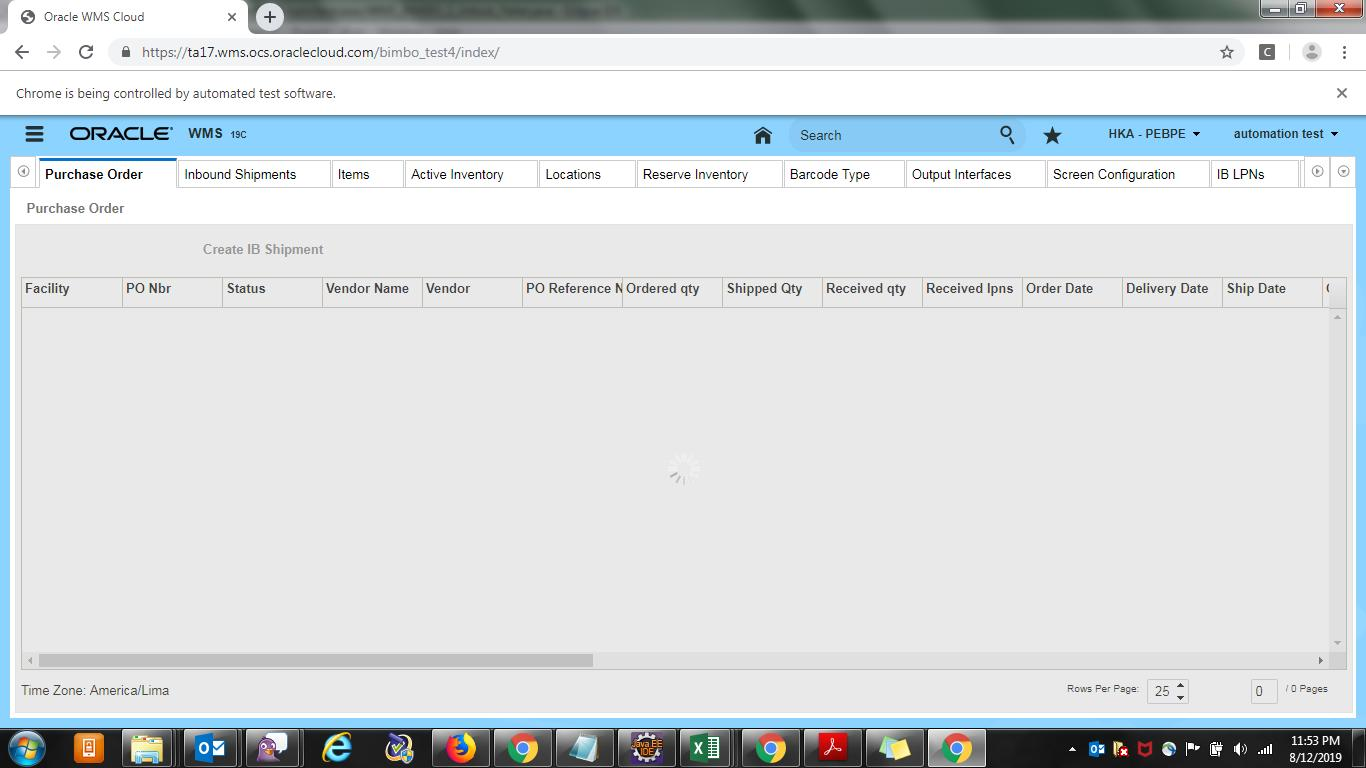 Oracle WMS Cloud
https://ta17.wms.ocs.oraclecloud.com/bimbo_test4/index/
C
Chrome is being controlled by automated test software.
ORACLE WMS 19C Search HKA - PEBPE automation test
Purchase Order Inbound Shipments Items Active Inventory Locations Reserve Inventory Barcode Type Output Interfaces Screen Configuration IB LPNs
Purchase Order
Create IB Shipment
Facility PO Nbr Status Vendor Name Vendor PO Reference N Ordered qty Shipped Qty Received qty Received lpns Order Date Delivery Date Ship Date
Time Zone: America/Lima Rows Per Page: 25 0 / 0 Pages
Java EE
IDE
11:53 PM
8/12/2019